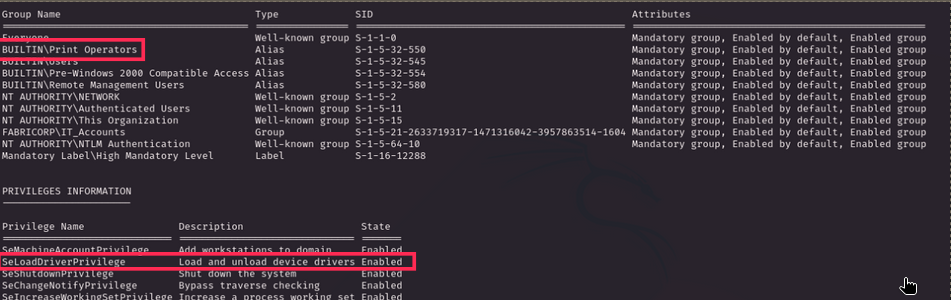 Group Name Type SID Attributes
Everyone Well-known group S-1-1-0 Mandatory group, Enabled by default, Enabled group
BUILTIN\Print Operators Alias S-1-5-32-550 Mandatory group, Enabled by default, Enabled group
BUILTIN\Users Alias S-1-5-32-545 Mandatory group, Enabled by default, Enabled group
BUILTIN\Pre-Windows 2000 Compatible Access Alias S-1-5-32-554 Mandatory group, Enabled by default, Enabled group
BUILTIN\Remote Management Users Alias S-1-5-32-580 Mandatory group, Enabled by default, Enabled group
NT AUTHORITY\NETWORK Well-known group S-1-5-2 Mandatory group, Enabled by default, Enabled group
NT AUTHORITY\Authenticated Users Well-known group S-1-5-11 Mandatory group, Enabled by default, Enabled group
NT AUTHORITY\This Organization Well-known group S-1-5-15 Mandatory group, Enabled by default, Enabled group
FABRICORP\IT_Accounts Group S-1-5-21-2633719317-1471316042-3957863514-1604 Mandatory group, Enabled by default, Enabled group
NT AUTHORITY\NTLM Authentication Well-known group S-1-5-64-10 Mandatory group, Enabled by default, Enabled group
Mandatory Label\High Mandatory Level Label S-1-16-12288
PRIVILEGES INFORMATION
Privilege Name Description State
SeMachineAccountPrivilege Add workstations to domain Enabled
SeLoadDriverPrivilege Load and unload device drivers Enabled
SeShutdownPrivilege Shut down the system Enabled
SeChangeNotifyPrivilege Bypass traverse checking Enabled
SeIncreaseWorkingSetPrivilege Increase a process working set Enabled